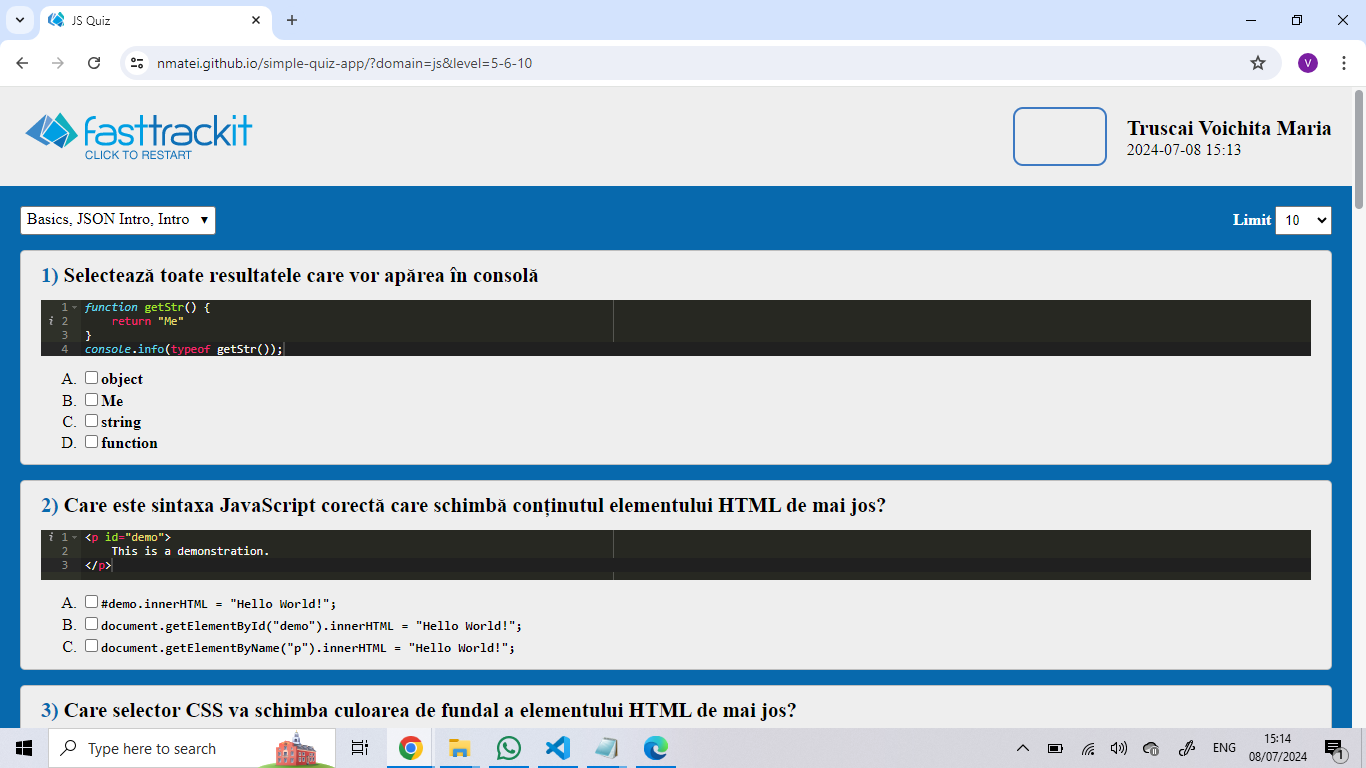 JS Quiz
nmatei.github.io/simple-quiz-app/?domain=js&level=5-6-10
V
fasttrackit
CLICK TO RESTART
Truscai Voichita Maria
2024-07-08 15:13
Basics, JSON Intro, Intro
Limit 10
1) Selectează toate resultatele care vor apărea în consolă
1 function getStr() {
i 2 return "Me"
3 }
4 console.info(typeof getStr());
A. object
B. Me
C. string
D. function
2) Care este sintaxa JavaScript corectă care schimbă conținutul elementului HTML de mai jos?
i 1 <p id="demo">
2 This is a demonstration.
3 </p>
A. #demo.innerHTML = "Hello World!";
B. document.getElementById("demo").innerHTML = "Hello World!";
C. document.getElementByName("p").innerHTML = "Hello World!";
3) Care selector CSS va schimba culoarea de fundal a elementului HTML de mai jos?
Type here to search
ENG
15:14
08/07/2024
1